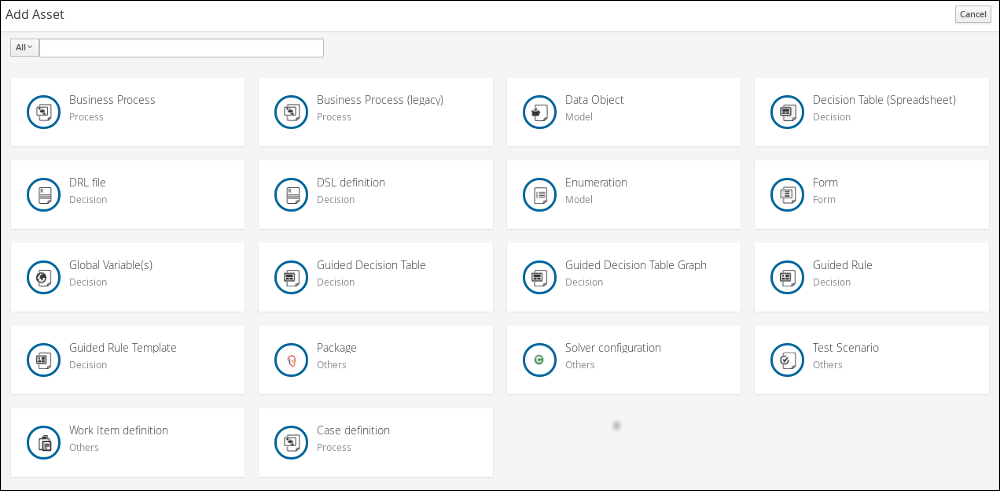 Add Asset
Cancel
All
Business Process
Process
Business Process (legacy)
Process
Data Object
Model
Decision Table (Spreadsheet)
Decision
DRL file
Decision
DSL definition
Decision
Enumeration
Model
Form
Form
Global Variable(s)
Decision
Guided Decision Table
Decision
Guided Decision Table Graph
Decision
Guided Rule
Decision
Guided Rule Template
Decision
Package
Others
Solver configuration
Others
Test Scenario
Others
Work Item definition
Others
Case definition
Process